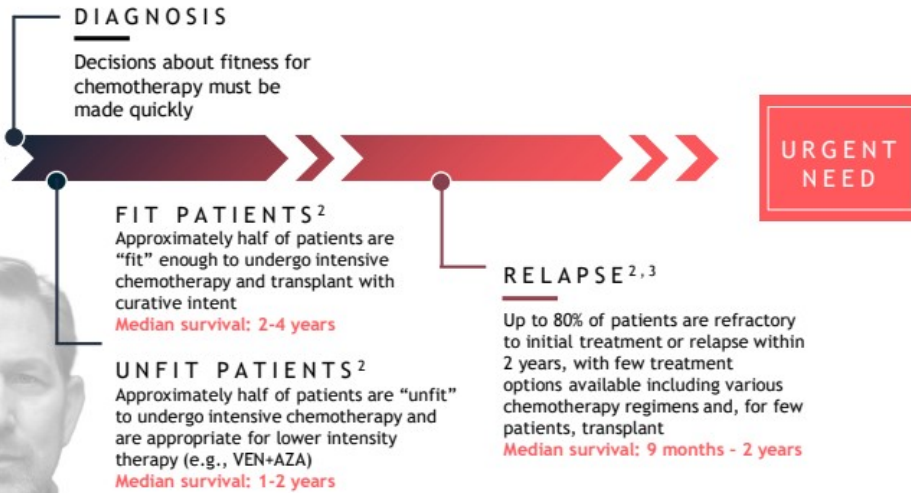 DIAGNOSIS
Decisions about fitness for
chemotherapy must be
made quickly
URGENT
NEED
FIT PATIENTS²
Approximately half of patients are
“fit” enough to undergo intensive
chemotherapy and transplant with
curative intent
Median survival: 2-4 years
UNFIT PATIENTS²
Approximately half of patients are “unfit”
to undergo intensive chemotherapy and
are appropriate for lower intensity
therapy (e.g., VEN+AZA)
Median survival: 1-2 years
RELAPSE²,³
Up to 80% of patients are refractory
to initial treatment or relapse within
2 years, with few treatment
options available including various
chemotherapy regimens and, for few
patients, transplant
Median survival: 9 months - 2 years